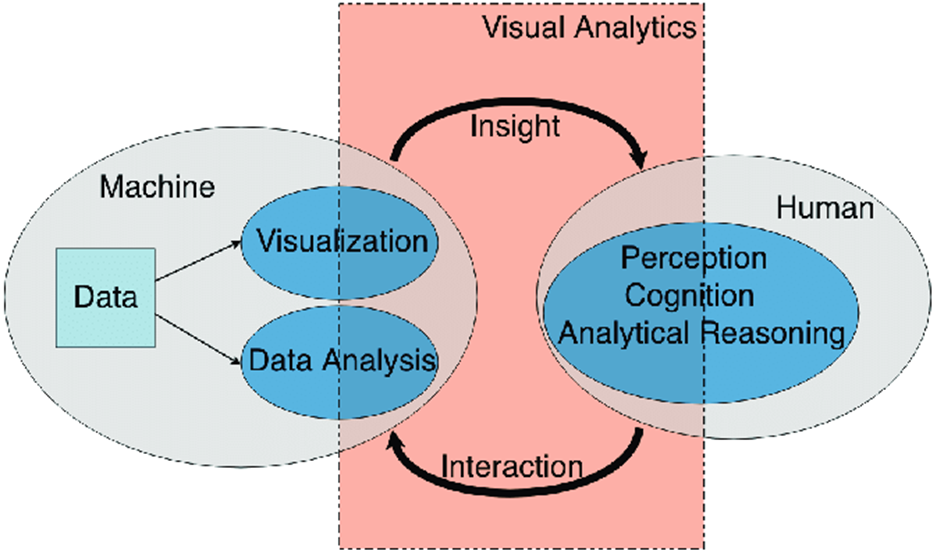 Visual Analytics
Insight
Machine
Human
Visualization
Data
Data Analysis
Perception
Cognition
Analytical Reasoning
Interaction